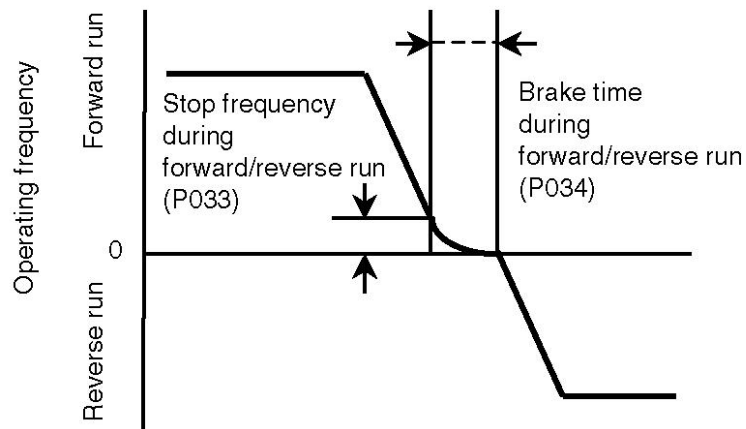 Operating frequency
Forward run
Reverse run
0
Stop frequency
during
forward/reverse run
(P033)
Brake time
during
forward/reverse run
(P034)